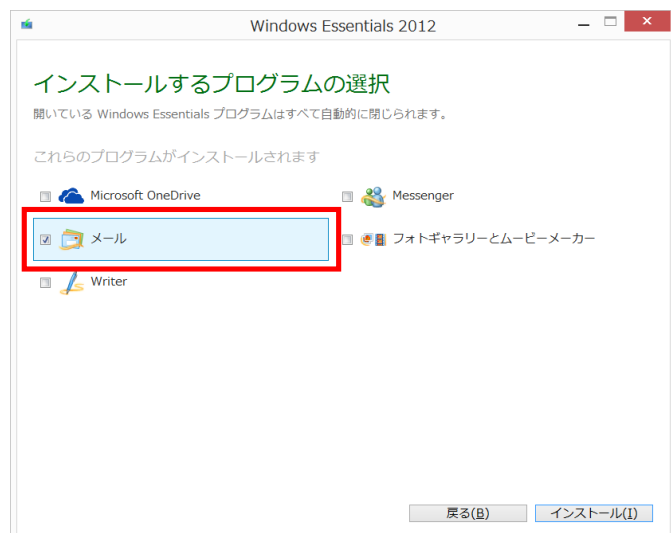 Windows Essentials 2012
インストールするプログラムの選択
開いている Windows Essentials プログラムはすべて自動的に閉じられます。
これらのプログラムがインストールされます
Microsoft OneDrive
Messenger
メール
フォトギャラリーとムービーメーカー
Writer
戻る(B)
インストール(I)